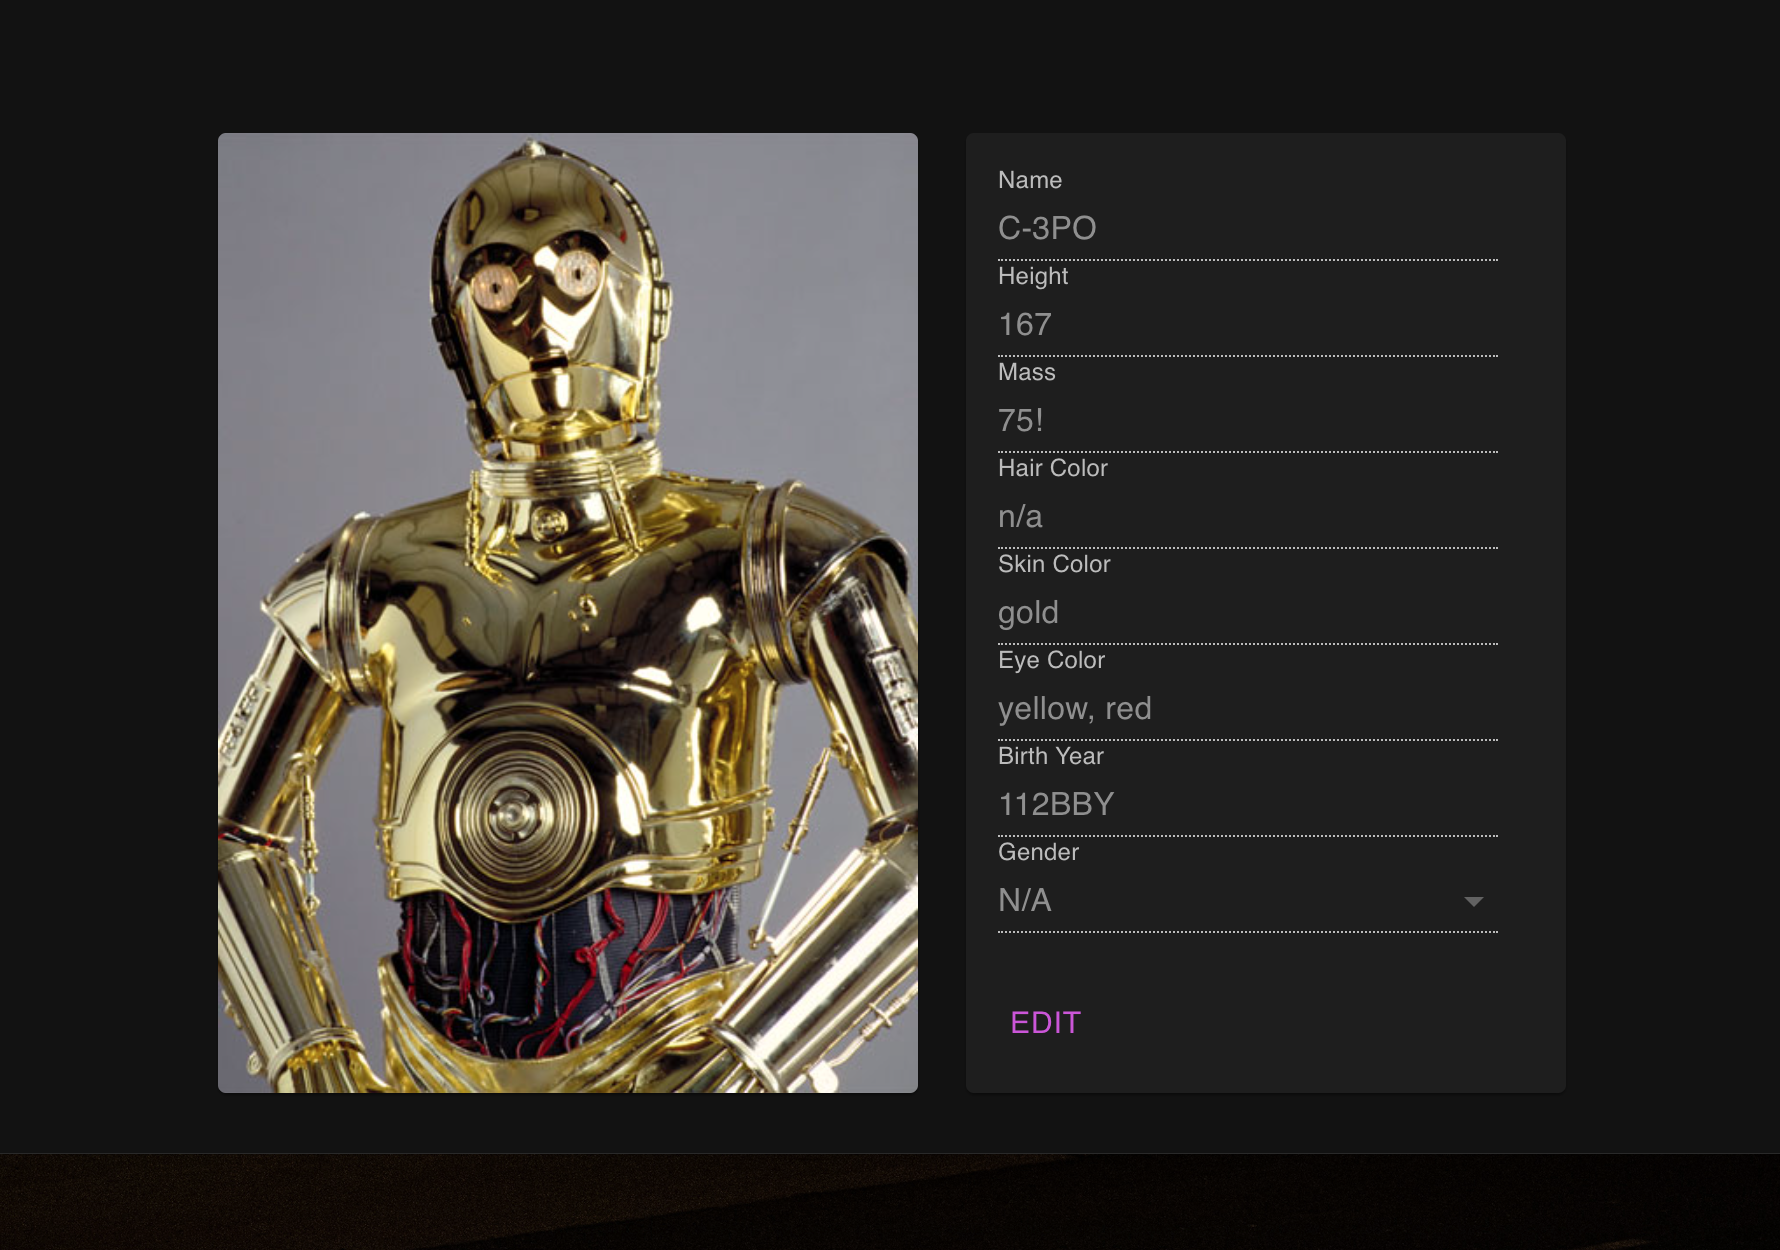 Name
C-3PO
Height
167
Mass
75!
Hair Color
n/a
Skin Color
gold
Eye Color
yellow, red
Birth Year
112BBY
Gender
N/A
EDIT